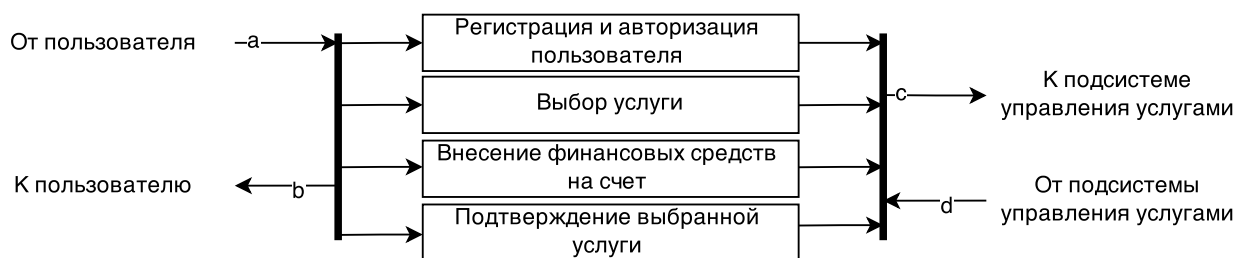 От пользователя
a
Регистрация и авторизация
пользователя
Выбор услуги
c
К подсистеме
управления услугами
К пользователю
b
Внесение финансовых средств
на счет
Подтверждение выбранной
услуги
d
От подсистемы
управления услугами